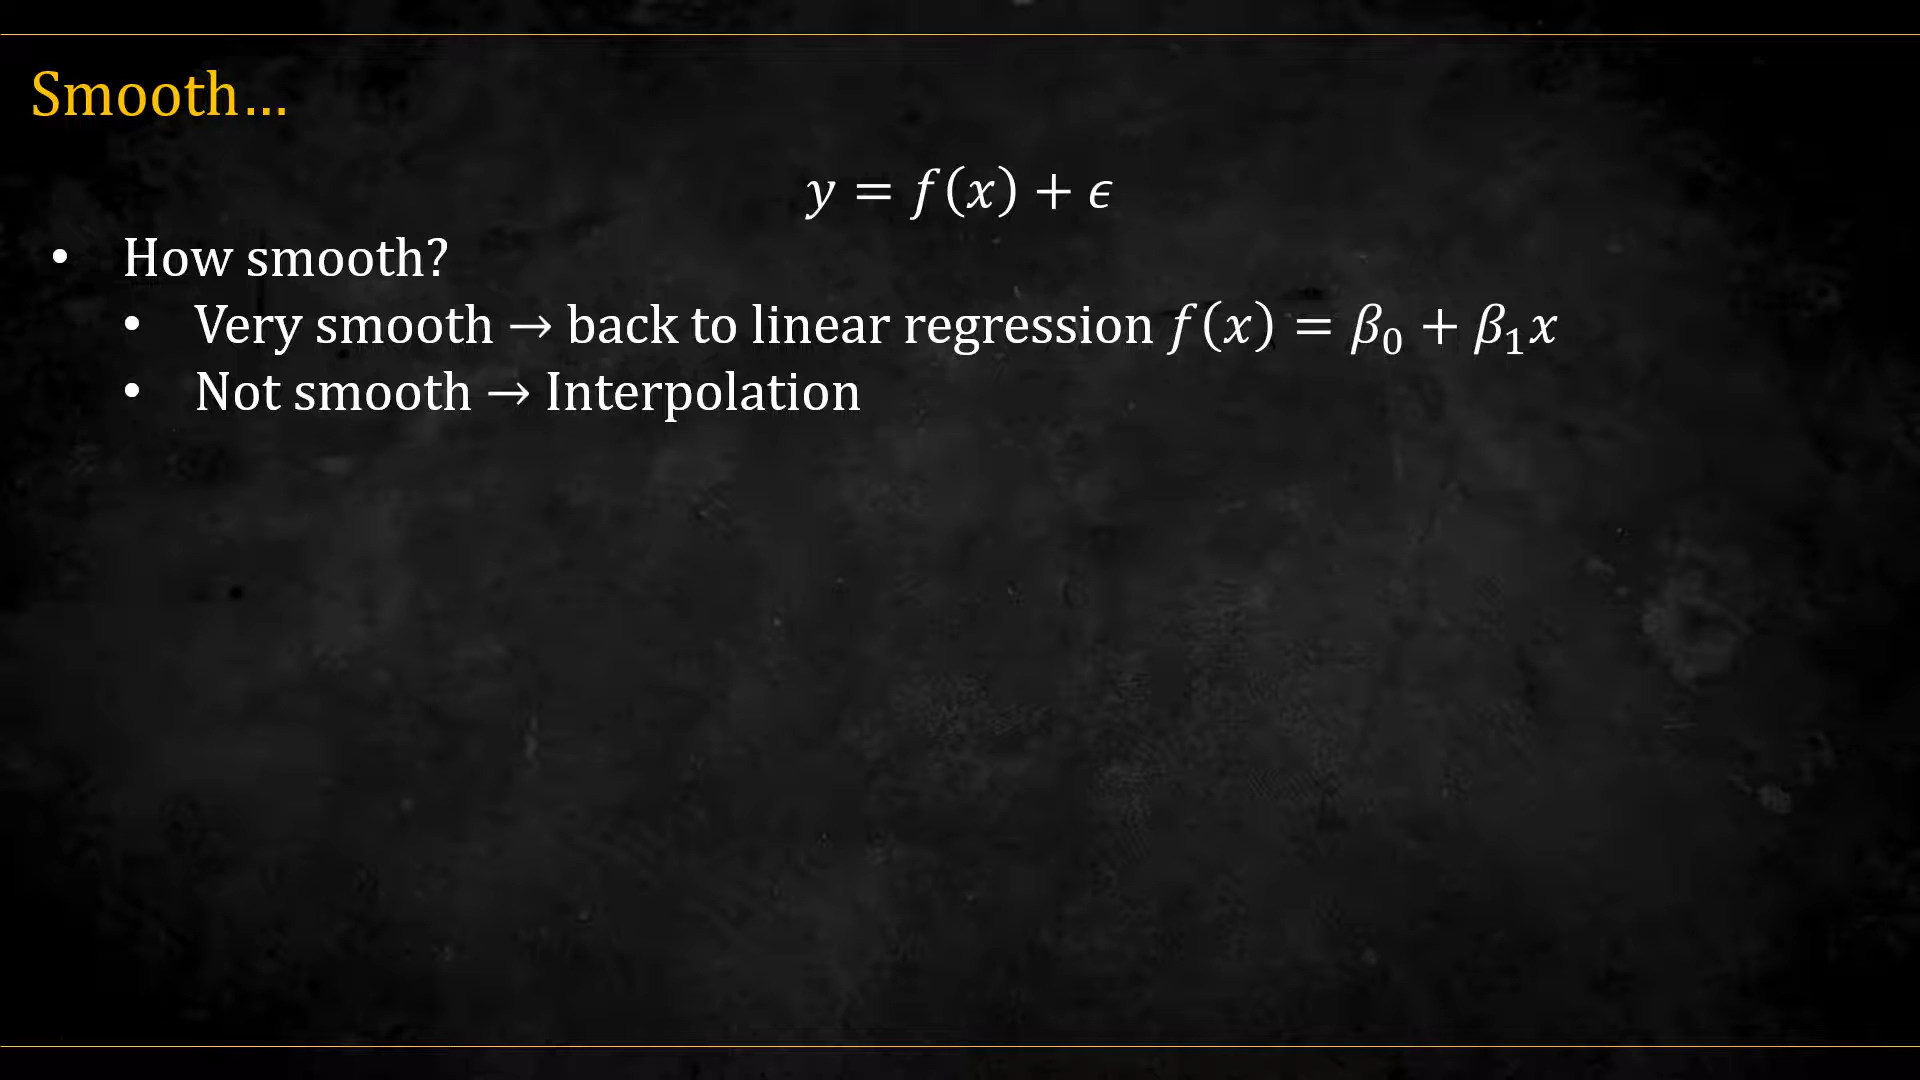 Smooth...
y = f(x) + ϵ
• How smooth?
• Very smooth → back to linear regression f(x) = β₀ + β₁x
• Not smooth → Interpolation